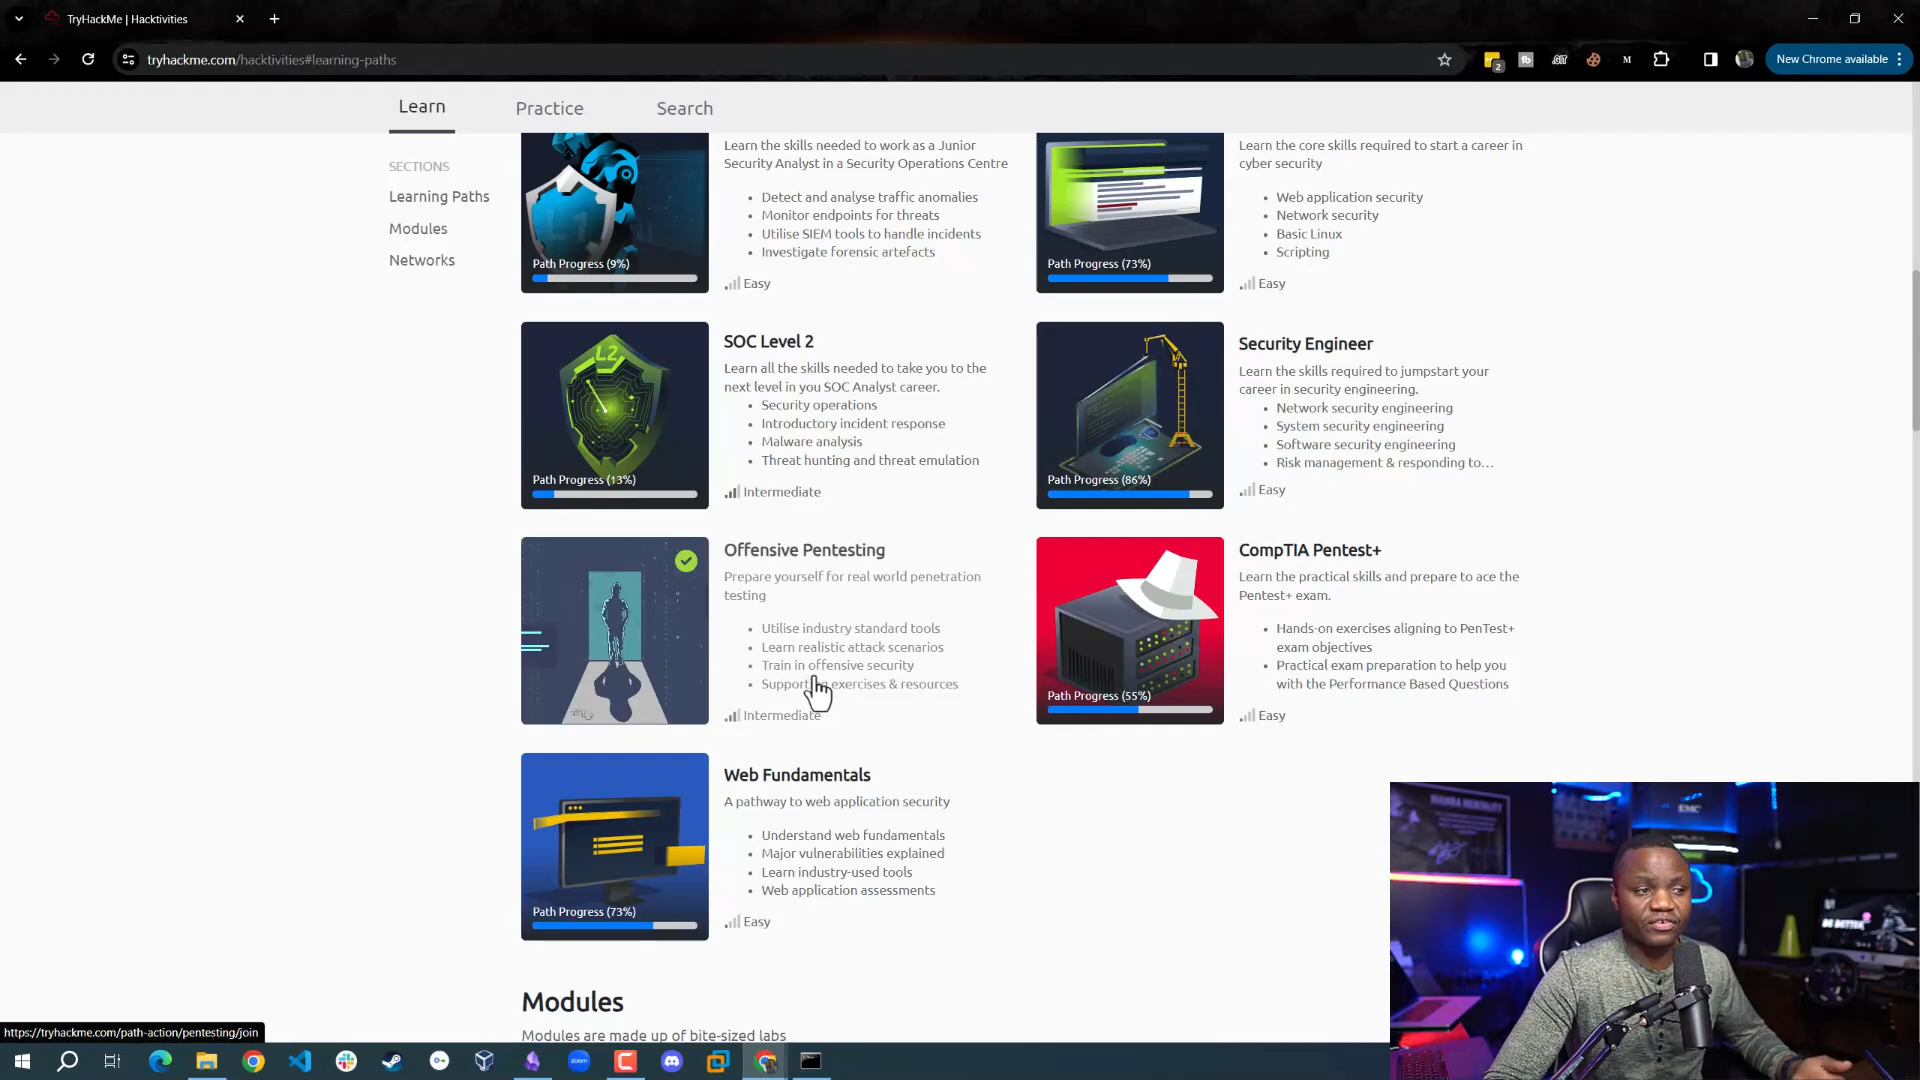 TryHackMe | Hacktivities
tryhackme.com/hacktivities#learning-paths
2
New Chrome available
Learn
Practice
Search
SECTIONS
Learning Paths
Modules
Networks
Learn the skills needed to work as a Junior
Security Analyst in a Security Operations Centre
Detect and analyse traffic anomalies
Monitor endpoints for threats
Utilise SIEM tools to handle incidents
Investigate forensic artefacts
Path Progress (9%)
Easy
Learn the core skills required to start a career in
cyber security
Web application security
Network security
Basic Linux
Scripting
Path Progress (73%)
Easy
L2
SOC Level 2
Learn all the skills needed to take you to the
next level in you SOC Analyst career.
Security operations
Introductory incident response
Malware analysis
Threat hunting and threat emulation
Path Progress (13%)
Intermediate
Security Engineer
Learn the skills required to jumpstart your
career in security engineering.
Network security engineering
System security engineering
Software security engineering
Risk management & responding to...
Path Progress (86%)
Easy
Offensive Pentesting
Prepare yourself for real world penetration
testing
Utilise industry standard tools
Learn realistic attack scenarios
Train in offensive security
Supporting exercises & resources
Intermediate
CompTIA Pentest+
Learn the practical skills and prepare to ace the
Pentest+ exam.
Hands-on exercises aligning to PenTest+
exam objectives
Practical exam preparation to help you
with the Performance Based Questions
Path Progress (55%)
Easy
Web Fundamentals
A pathway to web application security
Understand web fundamentals
Major vulnerabilities explained
Learn industry-used tools
Web application assessments
Path Progress (73%)
Easy
Modules
Modules are made up of bite-sized labs
https://tryhackme.com/path-action/pentesting/join
MAMBA MENTALITY
EMC
BE BETTER
zoom